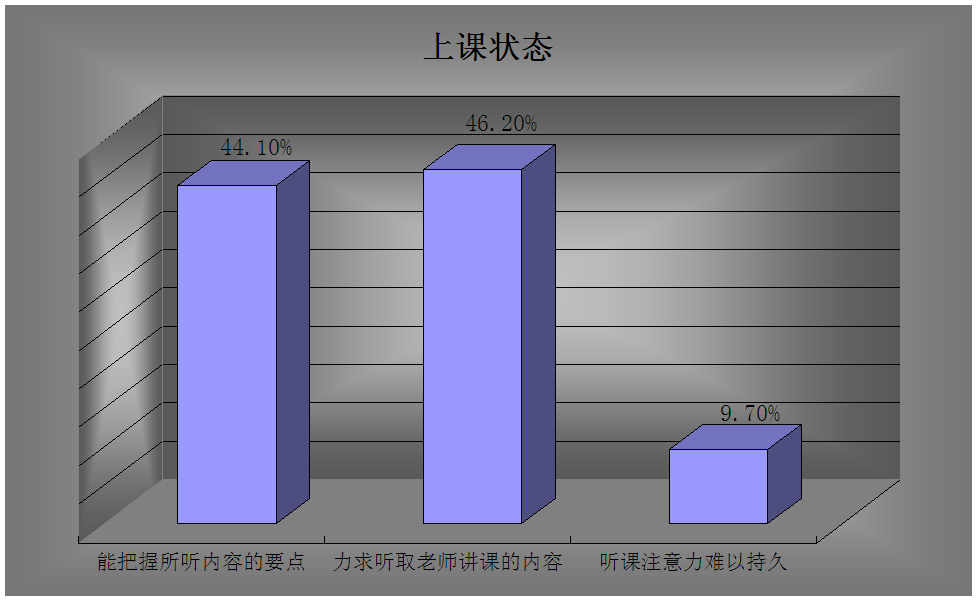 上课状态
44.10%
46.20%
9.70%
能把握所听内容的要点
力求听取老师讲课的内容
听课注意力难以持久